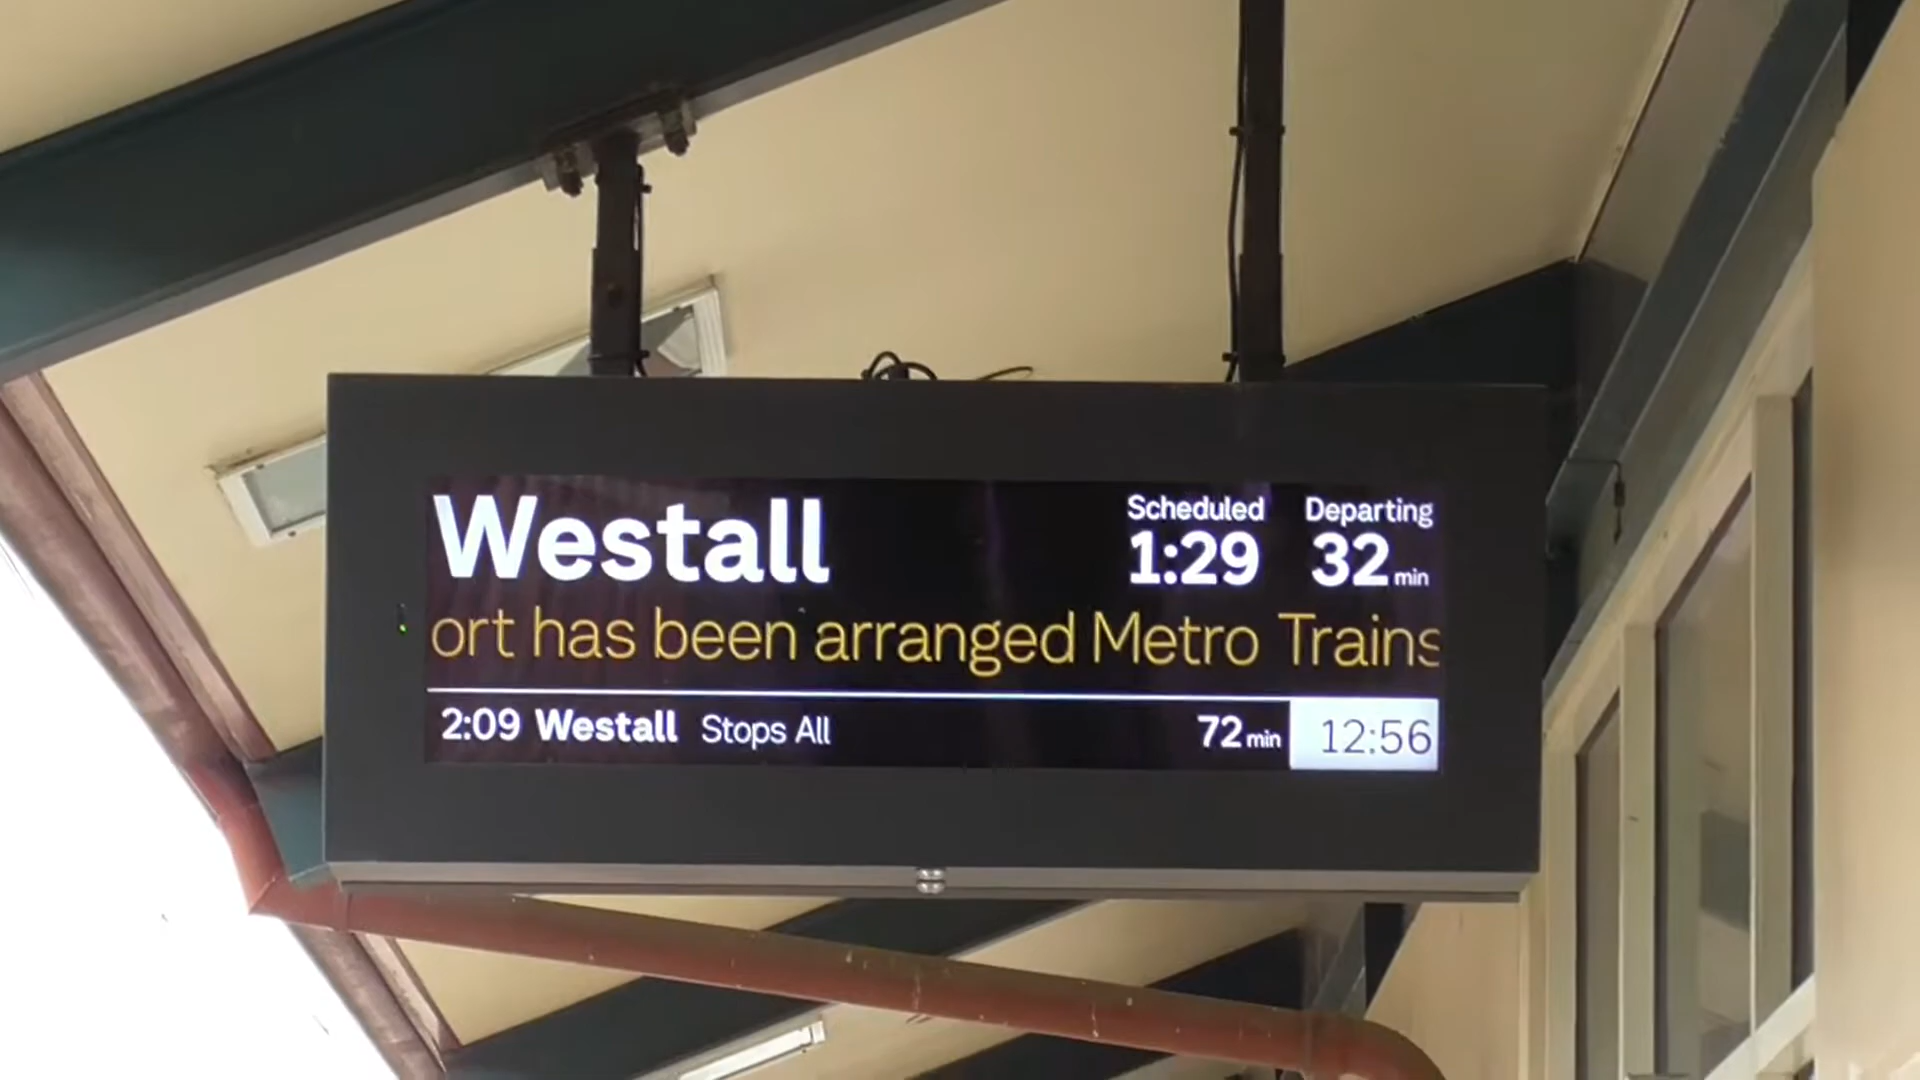 Westall
Scheduled Departing
1:29 32 min
ort has been arranged Metro Trains
2:09 Westall Stops All 72 min 12:56